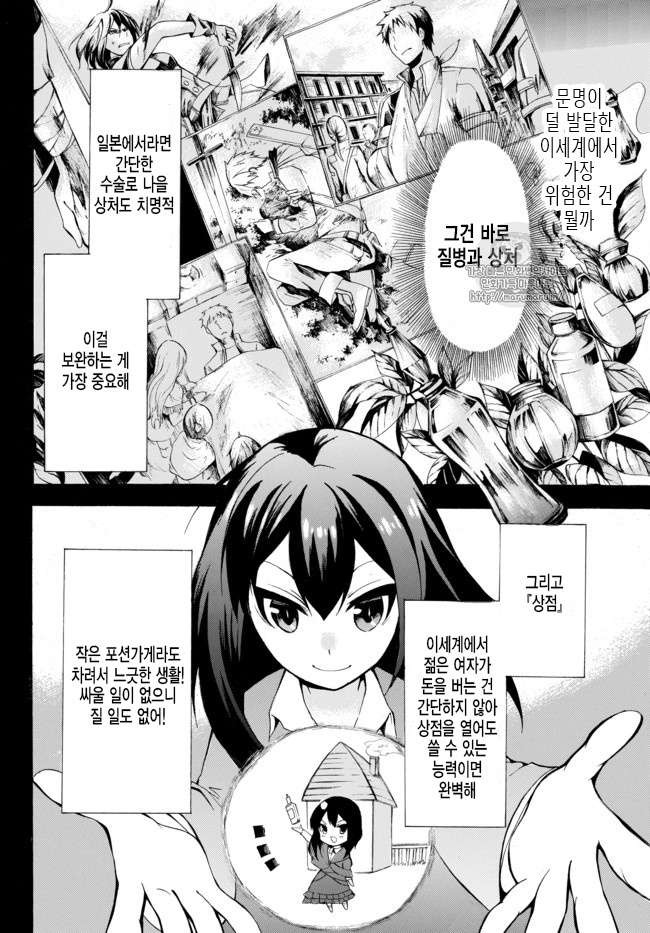 문명이
덜 발달한
이세계에서
가장
위험한 건
뭘까
그건 바로
질병과 상처
http://marumaru.in/
일본에서라면
간단한
수술로 나을
상처도 치명적
이걸
보완하는 게
가장 중요해
그리고
『상점』
이세계에서
젊은 여자가
돈을 버는 건
간단하지 않아
상점을 열어도
쓸 수 있는
능력이면
완벽해
작은 포션가게라도
차려서 느긋한 생활!
싸울 일이 없으니
질 일도 없어!